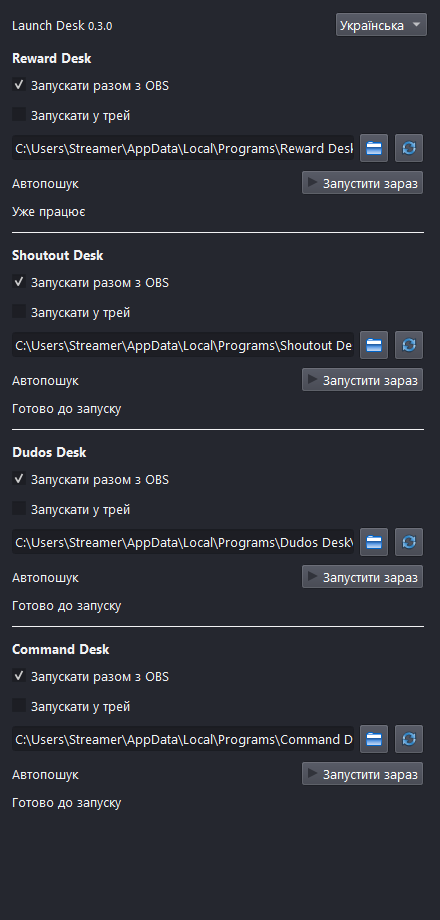 Launch Desk 0.3.0
Українська
Reward Desk
Запускати разом з OBS
Запускати у трей
C:\Users\Streamer\AppData\Local\Programs\Reward Desk
Автопошук
Запустити зараз
Уже працює
Shoutout Desk
Запускати разом з OBS
Запускати у трей
C:\Users\Streamer\AppData\Local\Programs\Shoutout De
Автопошук
Запустити зараз
Готово до запуску
Dudos Desk
Запускати разом з OBS
Запускати у трей
C:\Users\Streamer\AppData\Local\Programs\Dudos Desk\
Автопошук
Запустити зараз
Готово до запуску
Command Desk
Запускати разом з OBS
Запускати у трей
C:\Users\Streamer\AppData\Local\Programs\Command D
Автопошук
Запустити зараз
Готово до запуску